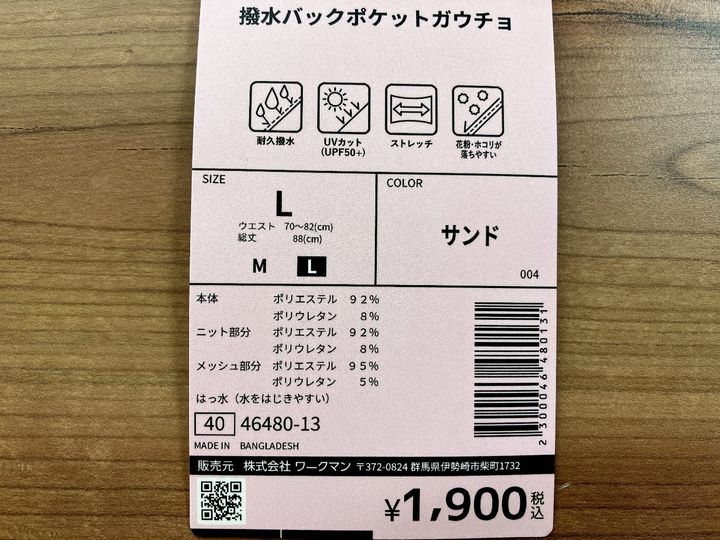 撥水バックポケットガウチョ
耐久撥水
UVカット
(UPF50+)
ストレッチ
花粉・ホコリが
落ちやすい
SIZE
L
ウエスト 70〜82(cm)
総丈 88(cm)
M L
COLOR
サンド
004
本体 ポリエステル 92%
ポリウレタン 8%
ニット部分 ポリエステル 92%
ポリウレタン 8%
メッシュ部分 ポリエステル 95%
ポリウレタン 5%
はっ水（水をはじきやすい）
40 46480-13
MADE IN BANGLADESH
2300046480131
販売元 株式会社 ワークマン 〒372-0824 群馬県伊勢崎市柴町1732
¥1,900税込